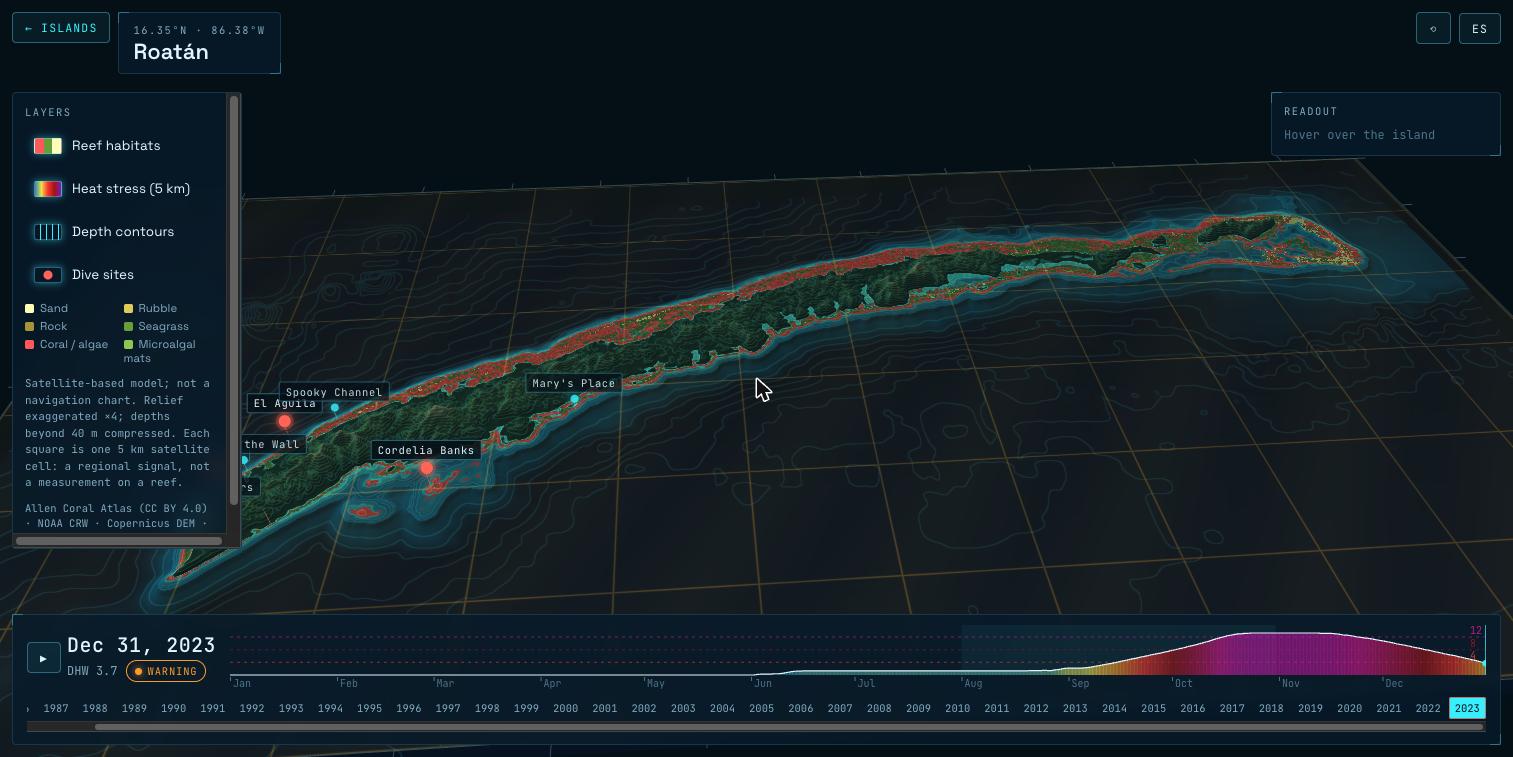 ← ISLANDS
16.35°N · 86.38°W
Roatán
⟲
ES
LAYERS
Reef habitats
Heat stress (5 km)
Depth contours
Dive sites
Sand
Rubble
Rock
Seagrass
Coral / algae
Microalgal
mats
Satellite-based model; not a
navigation chart. Relief
exaggerated ×4; depths
beyond 40 m compressed. Each
square is one 5 km satellite
cell: a regional signal, not
a measurement on a reef.
Allen Coral Atlas (CC BY 4.0)
· NOAA CRW · Copernicus DEM ·
READOUT
Hover over the island
Mary's Place
Spooky Channel
El Aguila
the Wall
Cordelia Banks
rs
▶
Dec 31, 2023
DHW 3.7
WARNING
12
8
4
Jan Feb Mar Apr May Jun Jul Aug Sep Oct Nov Dec
1987 1988 1989 1990 1991 1992 1993 1994 1995 1996 1997 1998 1999 2000 2001 2002 2003 2004 2005 2006 2007 2008 2009 2010 2011 2012 2013 2014 2015 2016 2017 2018 2019 2020 2021 2022 2023